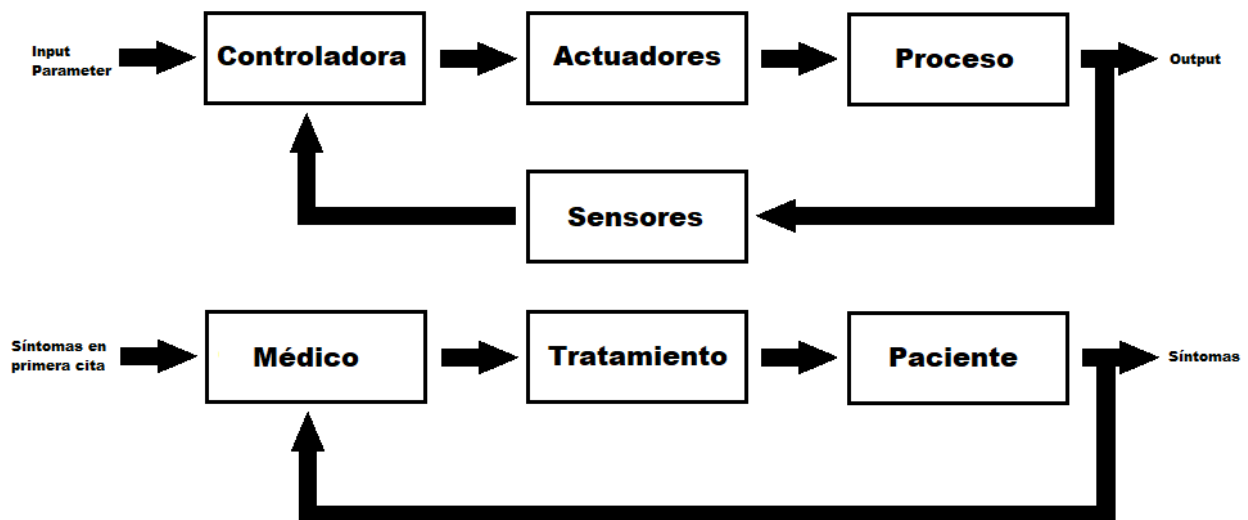 Input
Parameter
Controladora
Actuadores
Proceso
Output
Sensores
Síntomas en
primera cita
Médico
Tratamiento
Paciente
Síntomas